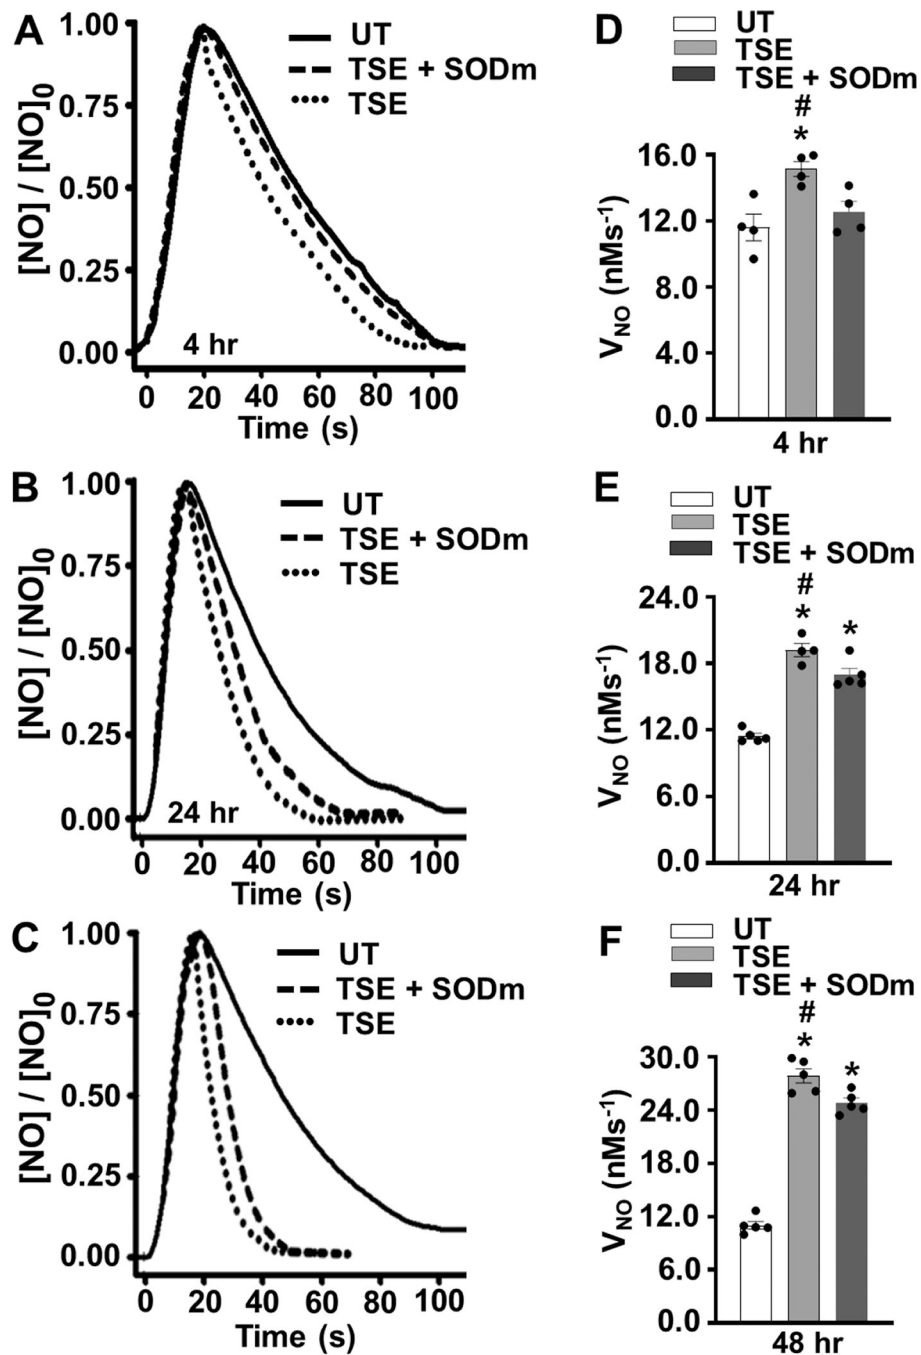 A
1.00
0.75
0.50
0.25
0.00
[NO] / [NO]0
UT
TSE + SODm
TSE
4 hr
0 20 40 60 80 100
Time (s)
D
UT
TSE
TSE + SODm
#
*
16.0
12.0
8.0
4.0
0.0
VNO (nMs-1)
4 hr
B
1.00
0.75
0.50
0.25
0.00
[NO] / [NO]0
UT
TSE + SODm
TSE
24 hr
0 20 40 60 80 100
Time (s)
E
UT
TSE
TSE + SODm
#
* *
24.0
18.0
12.0
6.0
0.0
VNO (nMs-1)
24 hr
C
1.00
0.75
0.50
0.25
0.00
[NO] / [NO]0
UT
TSE + SODm
TSE
0 20 40 60 80 100
Time (s)
F
UT
TSE
TSE + SODm
#
* *
30.0
24.0
18.0
12.0
6.0
0.0
VNO (nMs-1)
48 hr